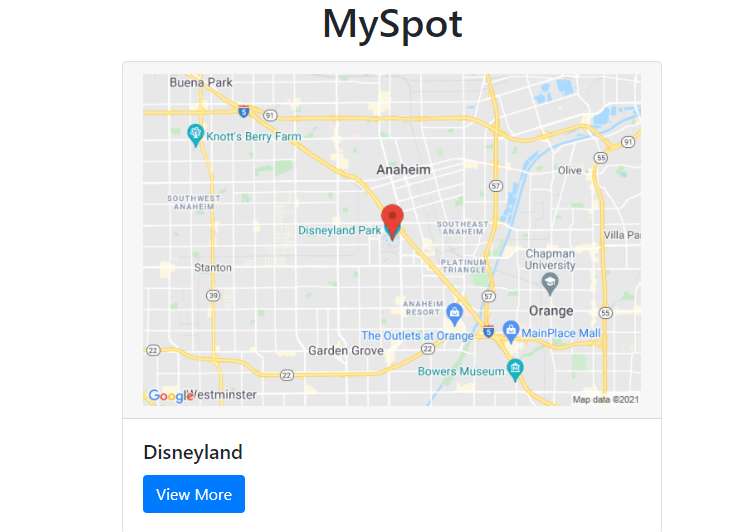 MySpot
Buena Park
5
91
Knott's Berry Farm
91
55
Anaheim
Olive
57
SOUTHWEST
ANAHEIM
Disneyland Park
SOUTHEAST
ANAHEIM
Villa Pa
Chapman
University
PLATINUM
TRIANGLE
Stanton
39
57
ANAHEIM
RESORT
Orange
55
The Outlets at Orange
5
MainPlace Mall
22
Garden Grove
22
Bowers Museum
22
Google
Westminster
Map data ©2021
Disneyland
View More